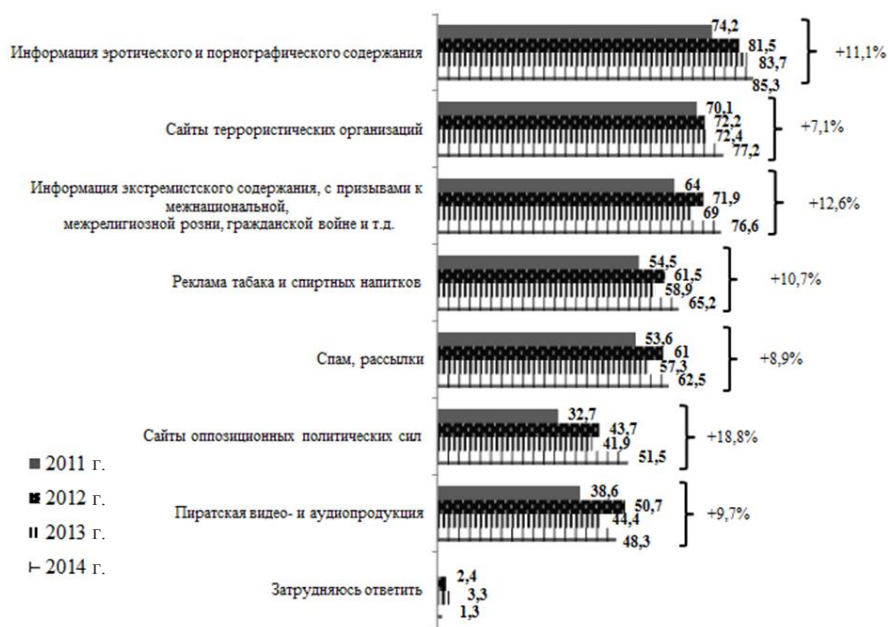 Информация эротического и порнографического содержания
74,2
81,5
83,7
85,3
+11,1%
Сайты террористических организаций
70,1
72,2
72,4
77,2
+7,1%
Информация экстремистского содержания, с призывами к
межнациональной,
межрелигиозной розни, гражданской войне и т.д.
64
71,9
69
76,6
+12,6%
Реклама табака и спиртных напитков
54,5
61,5
58,9
65,2
+10,7%
Спам, рассылки
53,6
61
57,3
62,5
+8,9%
Сайты оппозиционных политических сил
32,7
43,7
41,9
51,5
+18,8%
Пиратская видео- и аудиопродукция
38,6
50,7
44,4
48,3
+9,7%
Затрудняюсь ответить
2,4
3,3
1,3
2011 г.
2012 г.
2013 г.
2014 г.